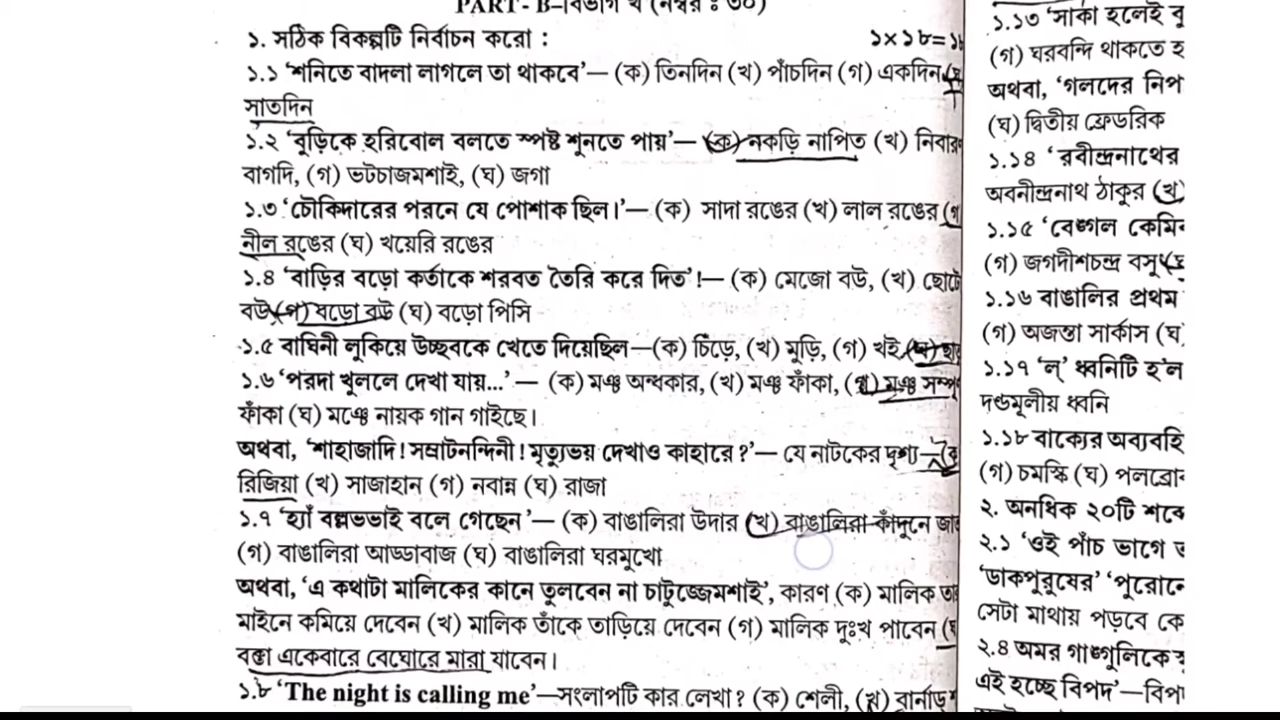 PART - B–বিভাগ খ (নম্বর : ৩০)
১. সঠিক বিকল্পটি নির্বাচন করো : ১×১৮=১৮
১.১ ‘শনিতে বাদলা লাগলে তা থাকবে’— (ক) তিনদিন (খ) পাঁচদিন (গ) একদিন (ঘ)
সাতদিন
১.২ ‘বুড়িকে হরিবোল বলতে স্পষ্ট শুনতে পায়’— (ক) নকড়ি নাপিত (খ) নিবারণ
বাগদি, (গ) ভটচাজমশাই, (ঘ) জগা
১.৩ ‘চৌকিদারের পরনে যে পোশাক ছিল।’— (ক) সাদা রঙের (খ) লাল রঙের (গ
নীল রঙের (ঘ) খয়েরি রঙের
১.৪ ‘বাড়ির বড়ো কর্তাকে শরবত তৈরি করে দিত’!— (ক) মেজো বউ, (খ) ছোটো
বউ (গ) বড়ো বউ (ঘ) বড়ো পিসি
১.৫ বাঘিনী লুকিয়ে উচ্ছবকে খেতে দিয়েছিল—(ক) চিঁড়ে, (খ) মুড়ি, (গ) খই (ঘ)
১.৬ ‘পরদা খুললে দেখা যায়...’ — (ক) মঞ্চ অন্ধকার, (খ) মঞ্চ ফাঁকা, (গ) মঞ্চ সম্পূ
ফাঁকা (ঘ) মঞ্চে নায়ক গান গাইছে।
অথবা, ‘শাহাজাদি! সম্রাটনন্দিনী! মৃত্যুভয় দেখাও কাহারে?’— যে নাটকের দৃশ্য—(ক
রিজিয়া (খ) সাজাহান (গ) নবান্ন (ঘ) রাজা
১.৭ ‘হ্যাঁ বল্লভভাই বলে গেছেন’— (ক) বাঙালিরা উদার (খ) বাঙালিরা কাঁদুনে জা
(গ) বাঙালিরা আড্ডাবাজ (ঘ) বাঙালিরা ঘরমুখো
অথবা, ‘এ কথাটা মালিকের কানে তুলবেন না চাটুজ্জেমশাই’, কারণ (ক) মালিক তা
মাইনে কমিয়ে দেবেন (খ) মালিক তাঁকে তাড়িয়ে দেবেন (গ) মালিক দুঃখ পাবেন (ঘ
বক্তা একেবারে বেঘোরে মারা যাবেন।
১.৮ ‘The night is calling me’—সংলাপটি কার লেখা? (ক) শেলী, (খ) বার্নাড
১.১৩ ‘সাকা হলেই বু
(গ) ঘরবন্দি থাকতে হ
অথবা, ‘গলদের নিপ
(ঘ) দ্বিতীয় ফ্রেডরিক
১.১৪ ‘রবীন্দ্রনাথের
অবনীন্দ্রনাথ ঠাকুর (খ)
১.১৫ ‘বেঙ্গল কেমি
(গ) জগদীশচন্দ্র বসু
১.১৬ বাঙালির প্রথম
(গ) অজন্তা সার্কাস (ঘ)
১.১৭ ‘ল্’ ধ্বনিটি হ’ল
দণ্ডমূলীয় ধ্বনি
১.১৮ বাক্যের অব্যবহি
(গ) চমস্কি (ঘ) পলব্রো
২. অনধিক ২০টি শব্দে
২.১ ‘ওই পাঁচ ভাগে
‘ডাকপুরুষের’ ‘পুরোনো
সেটা মাথায় পড়বে কে
২.৪ অমর গাঙ্গুলিকে
এই হচ্ছে বিপদ’—বিপ